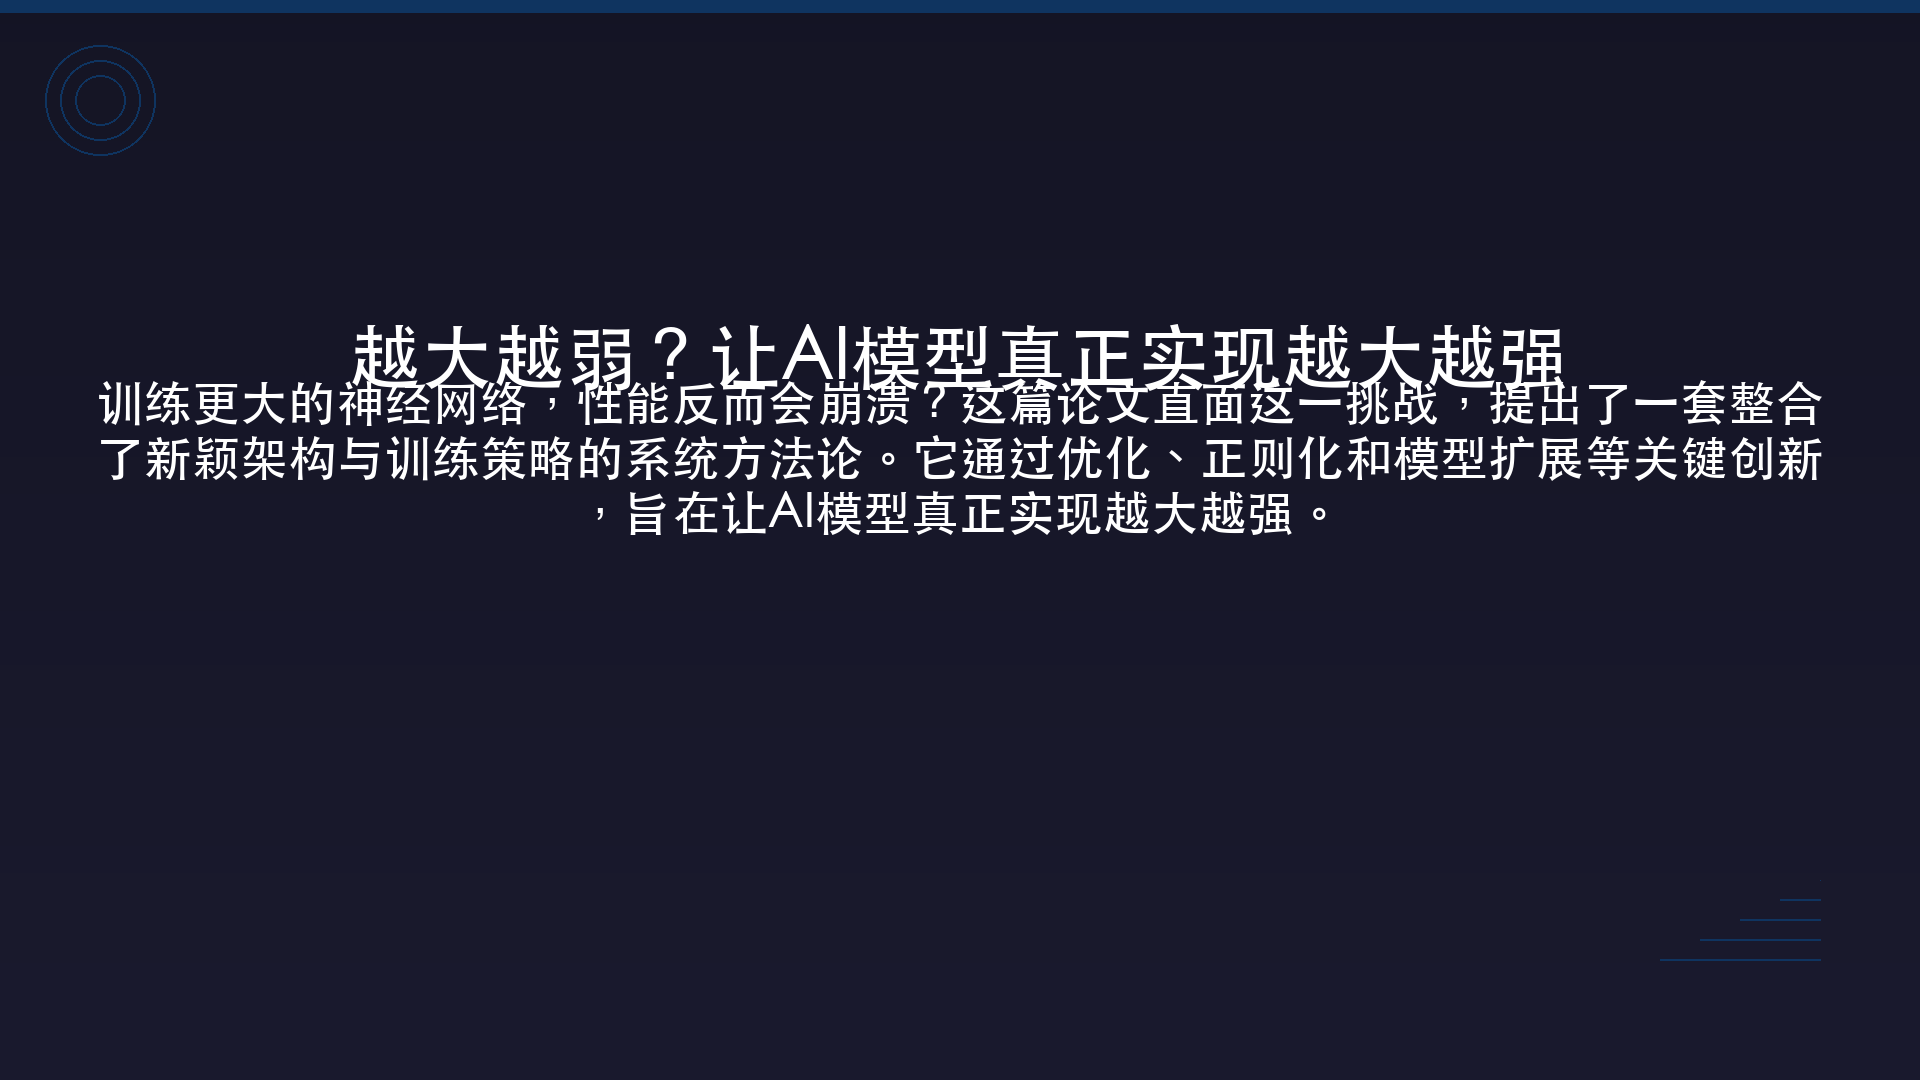 越大越弱？让AI模型真正实现越大越强
训练更大的神经网络，性能反而会崩溃？这篇论文直面这一挑战，提出了一套整合
了新颖架构与训练策略的系统方法论。它通过优化、正则化和模型扩展等关键创新
，旨在让AI模型真正实现越大越强。